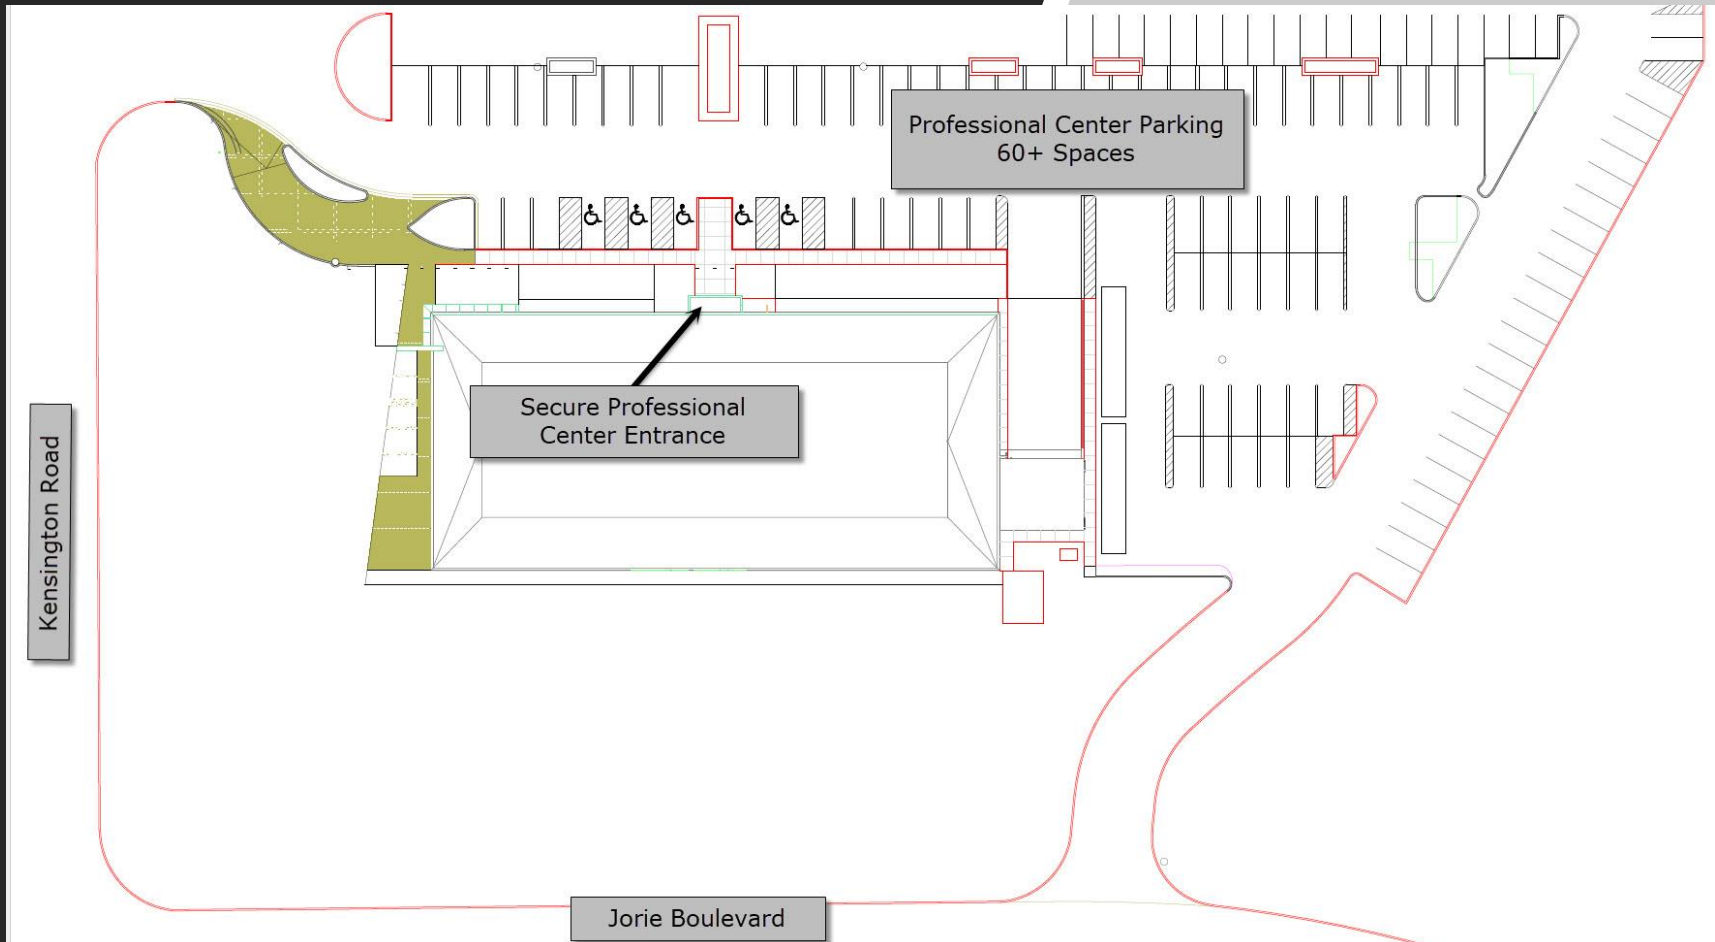 Professional Center Parking
60+ Spaces
Secure Professional
Center Entrance
Kensington Road
Jorie Boulevard